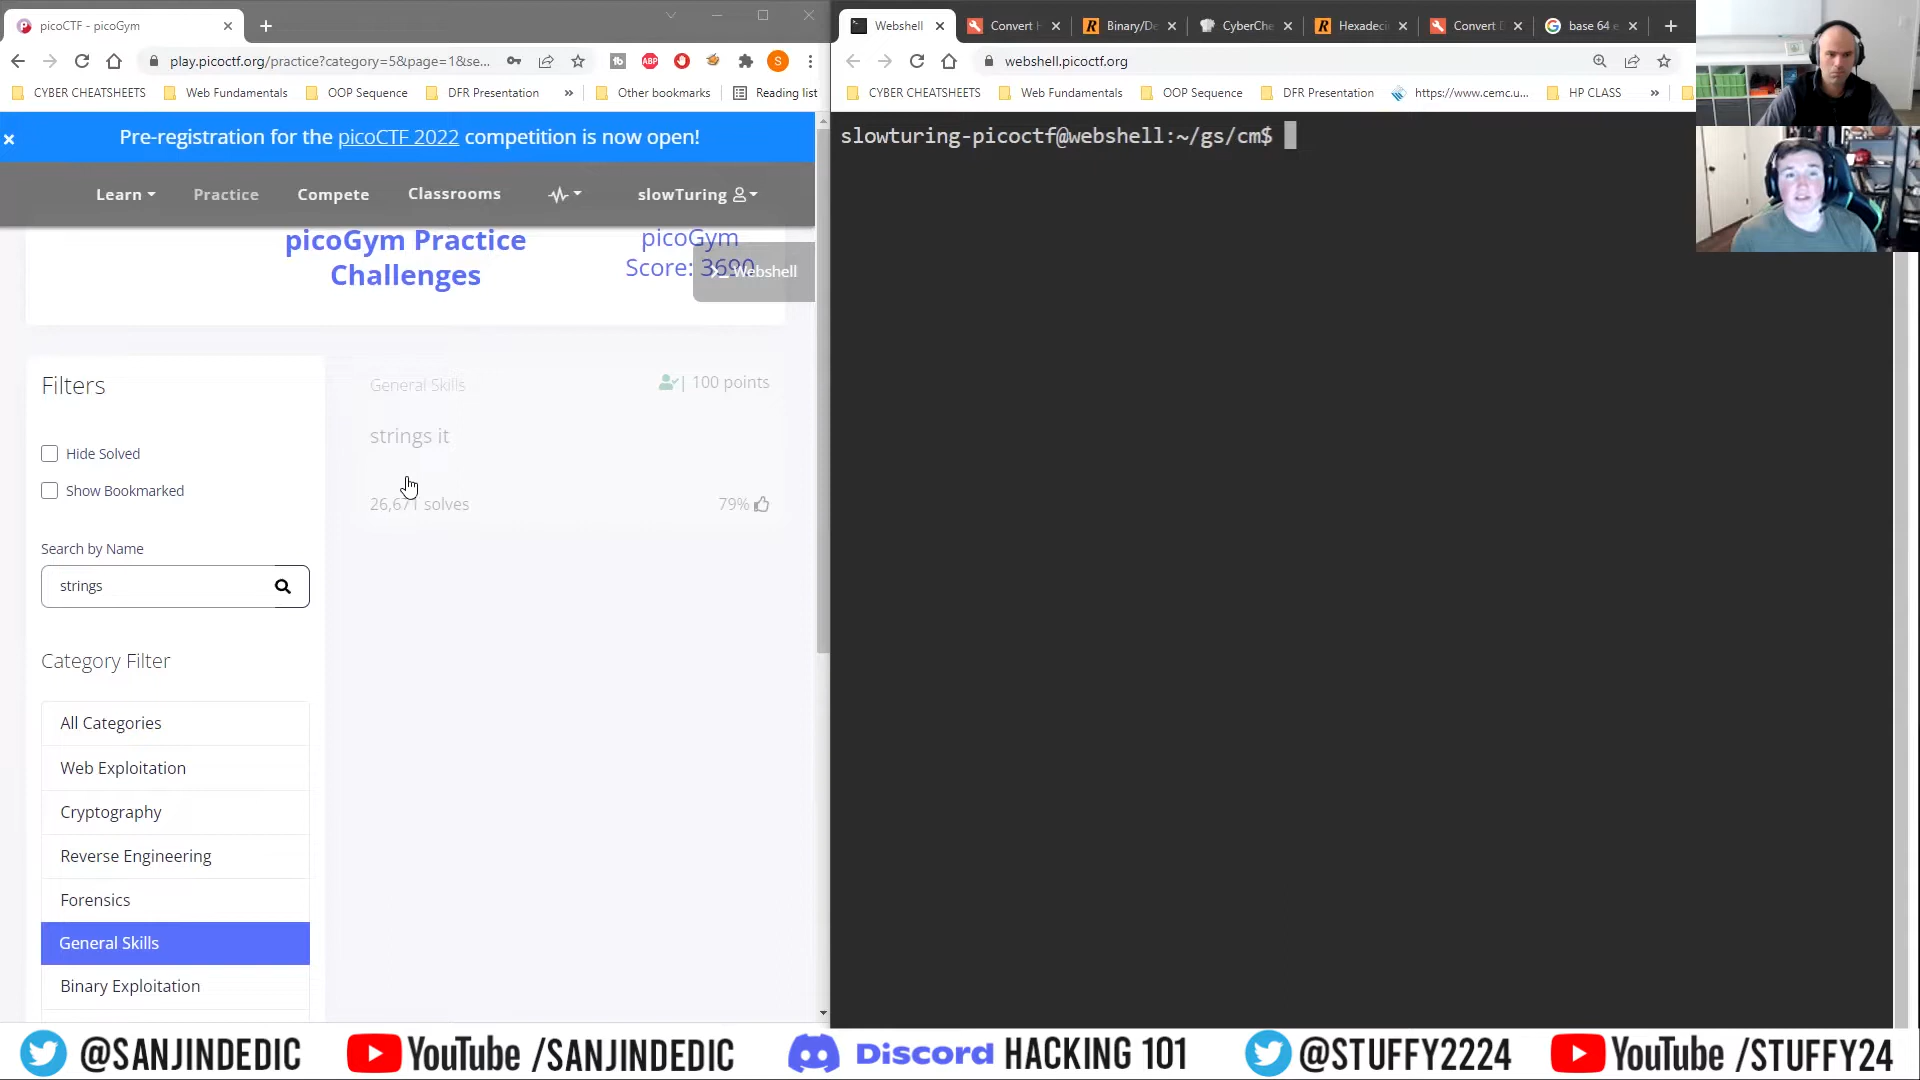 picoCTF - picoGym
play.picoctf.org/practice?category=5&page=1&se...
CYBER CHEATSHEETS
Web Fundamentals
OOP Sequence
DFR Presentation
»
Other bookmarks
Reading list
Pre-registration for the picoCTF 2022 competition is now open!
Learn
Practice
Compete
Classrooms
slowTuring
picoGym Practice
Challenges
picoGym
Score: 3690
Webshell
Filters
Hide Solved
Show Bookmarked
Search by Name
strings
Category Filter
All Categories
Web Exploitation
Cryptography
Reverse Engineering
Forensics
General Skills
Binary Exploitation
General Skills
| 100 points
strings it
26,671 solves
79%
Webshell
Convert H
Binary/De
CyberChe
Hexadeci
Convert D
base 64 e
webshell.picoctf.org
CYBER CHEATSHEETS
Web Fundamentals
OOP Sequence
DFR Presentation
https://www.cemc.u...
HP CLASS
»
slowturing-picoctf@webshell:~/gs/cm$
@SANJINDEDIC
YouTube /SANJINDEDIC
Discord HACKING 101
@STUFFY2224
YouTube /STUFFY24